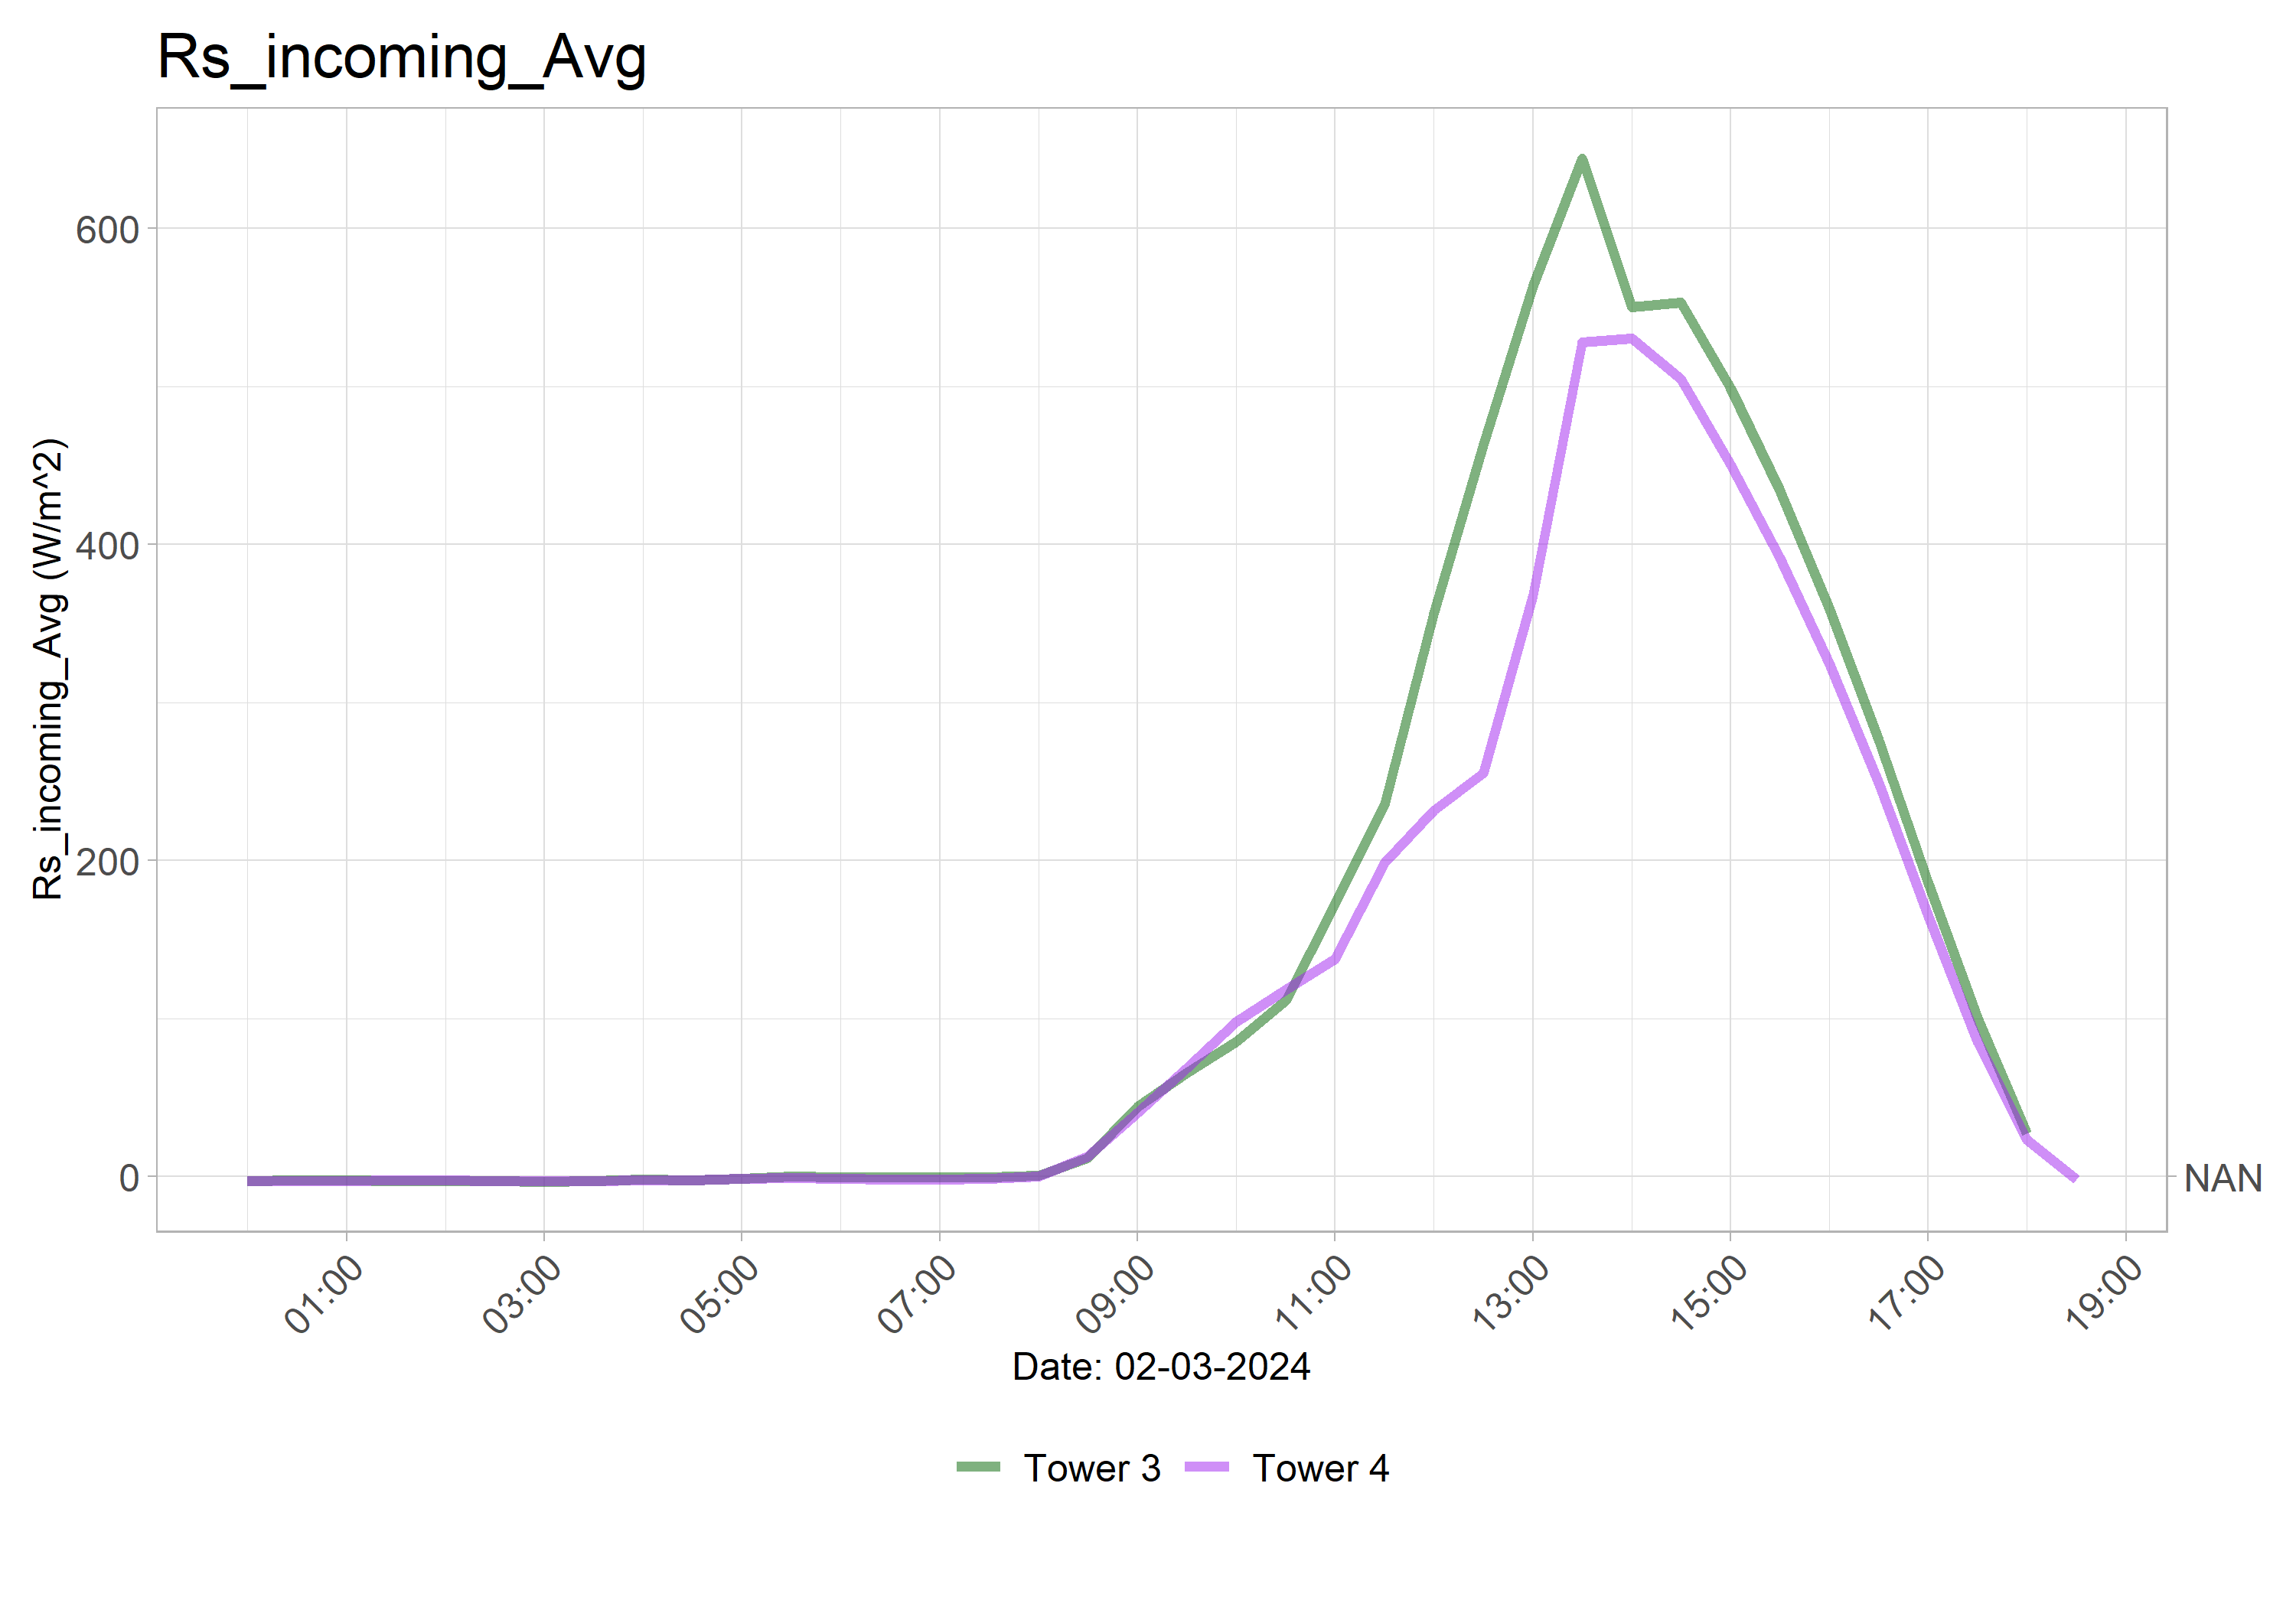 Rs_incoming_Avg
Rs_incoming_Avg (W/m^2)
600
400
200
0
NAN
01:00
03:00
05:00
07:00
09:00
11:00
13:00
15:00
17:00
19:00
Date: 02-03-2024
Tower 3
Tower 4